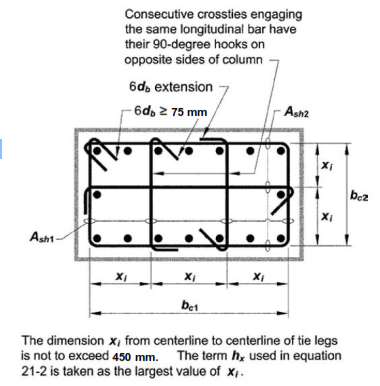 Consecutive crossties engaging
the same longitudinal bar have
their 90-degree hooks on
opposite sides of column
6db extension
6db ≥ 75 mm
Ash2
xi
bc2
xi
Ash1
xi xi xi
bc1
The dimension xi from centerline to centerline of tie legs
is not to exceed 450 mm. The term hx used in equation
21-2 is taken as the largest value of xi.